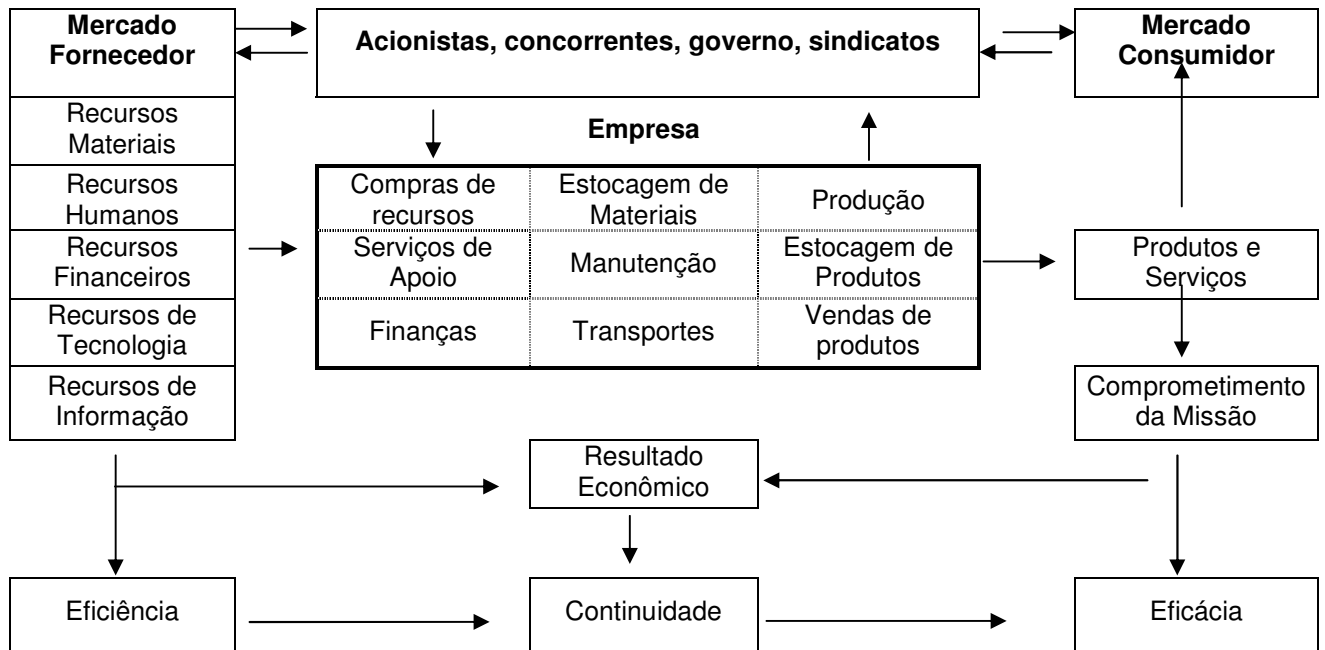 Mercado
Fornecedor
Acionistas, concorrentes, governo, sindicatos
Mercado
Consumidor
Recursos
Materiais
Recursos
Humanos
Recursos
Financeiros
Recursos de
Tecnologia
Recursos de
Informação
Empresa
Compras de
recursos
Estocagem de
Materiais
Produção
Serviços de
Apoio
Manutenção
Estocagem de
Produtos
Finanças
Transportes
Vendas de
produtos
Produtos e
Serviços
Comprometimento
da Missão
Resultado
Econômico
Eficiência
Continuidade
Eficácia